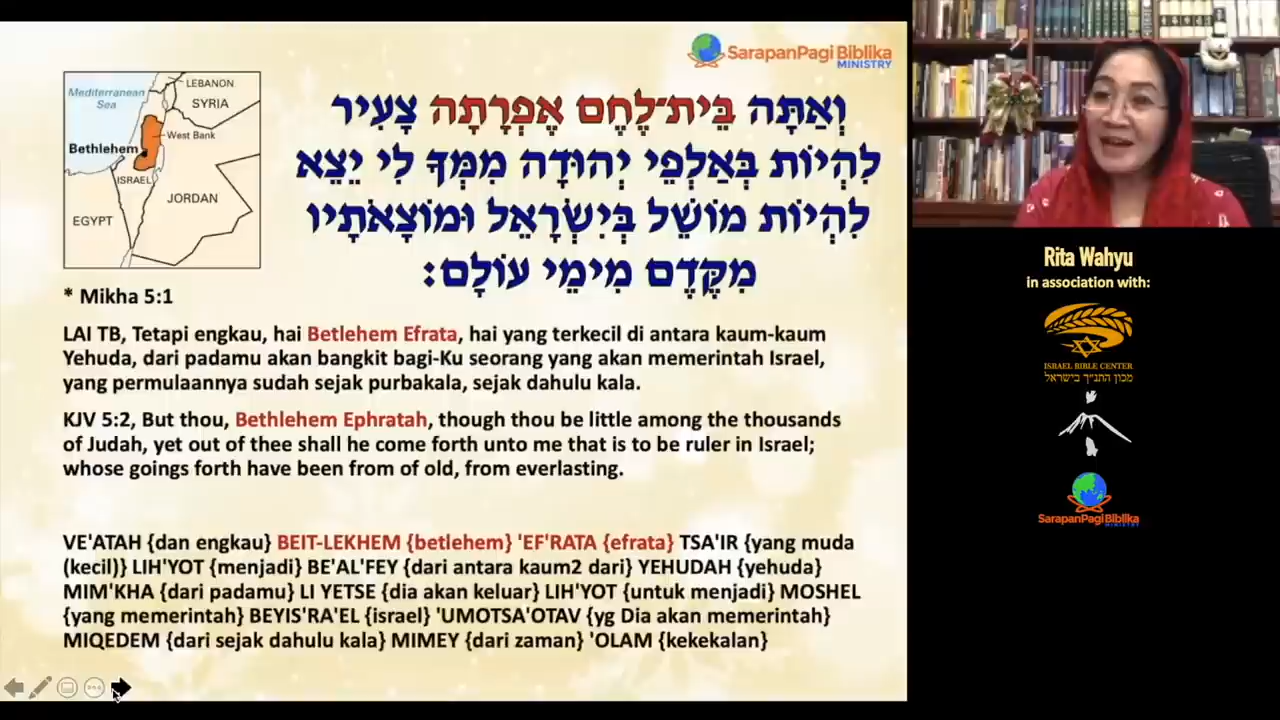 SarapanPagi Biblika
MINISTRY
LEBANON
Mediterranean
Sea
SYRIA
West Bank
Bethlehem
ISRAEL
JORDAN
EGYPT
וְאַתָּה בֵּית־לֶחֶם אֶפְרָתָה צָעִיר
לִהְיוֹת בְּאַלְפֵי יְהוּדָה מִמְּךָ לִי יֵצֵא
לִהְיוֹת מוֹשֵׁל בְּיִשְׂרָאֵל וּמוֹצָאֹתָיו
מִקֶּדֶם מִימֵי עוֹלָם׃
* Mikha 5:1
LAI TB, Tetapi engkau, hai Betlehem Efrata, hai yang terkecil di antara kaum-kaum
Yehuda, dari padamu akan bangkit bagi-Ku seorang yang akan memerintah Israel,
yang permulaannya sudah sejak purbakala, sejak dahulu kala.
KJV 5:2, But thou, Bethlehem Ephratah, though thou be little among the thousands
of Judah, yet out of thee shall he come forth unto me that is to be ruler in Israel;
whose goings forth have been from of old, from everlasting.
VE'ATAH {dan engkau} BEIT-LEKHEM {betlehem} 'EF'RATA {efrata} TSA'IR {yang muda
(kecil)} LIH'YOT {menjadi} BE'AL'FEY {dari antara kaum2 dari} YEHUDAH {yehuda}
MIM'KHA {dari padamu} LI YETSE {dia akan keluar} LIH'YOT {untuk menjadi} MOSHEL
{yang memerintah} BEYIS'RA'EL {israel} 'UMOTSA'OTAV {yg Dia akan memerintah}
MIQEDEM {dari sejak dahulu kala} MIMEY {dari zaman} 'OLAM {kekekalan}
Rita Wahyu
in association with:
ISRAEL BIBLE CENTER
מכון התנ״ך בישראל
SarapanPagi Biblika
MINISTRY